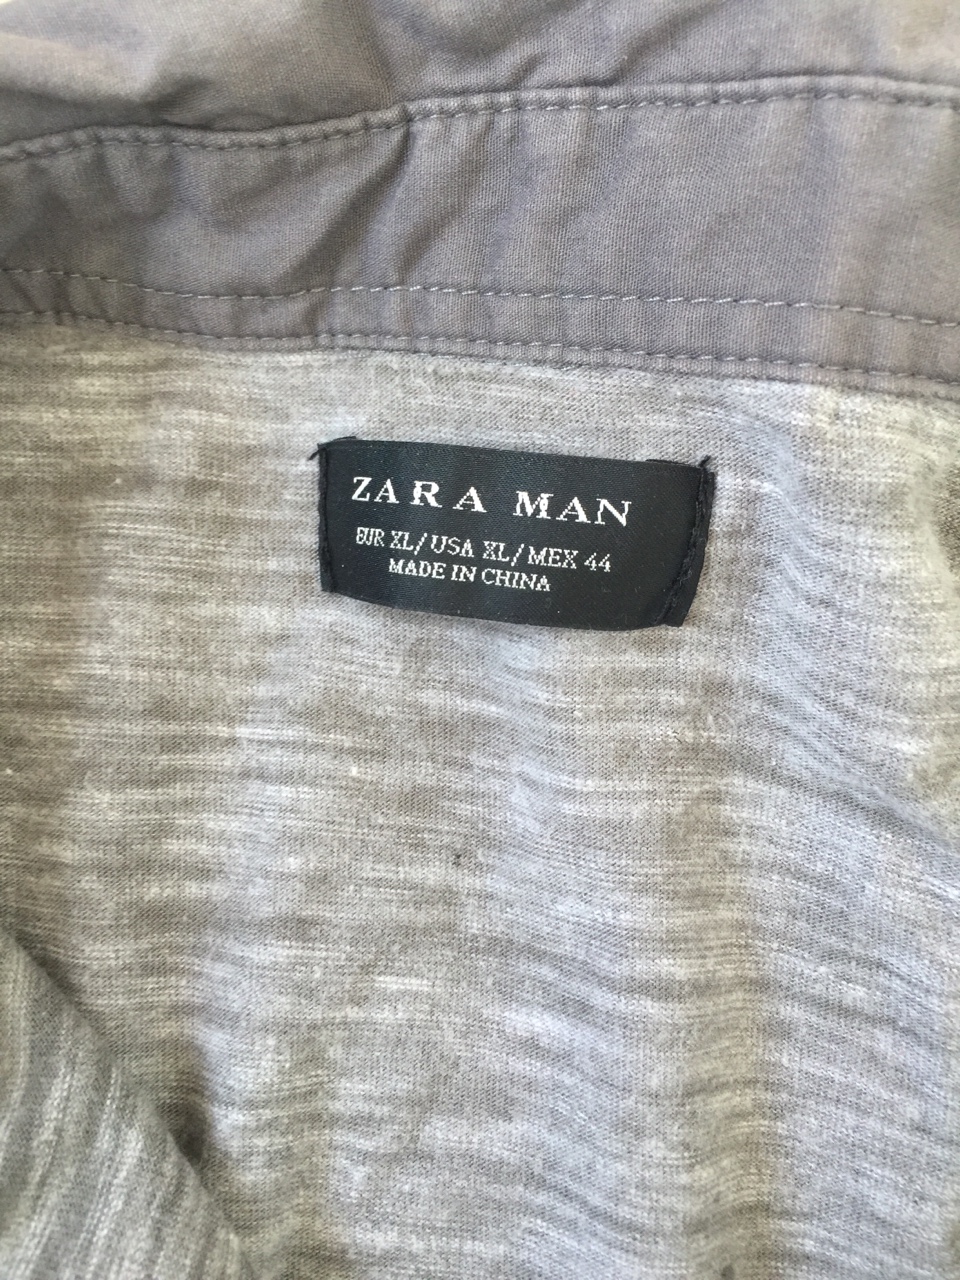 ZARA MAN
EUR XL/USA XL/MEX 44
MADE IN CHINA